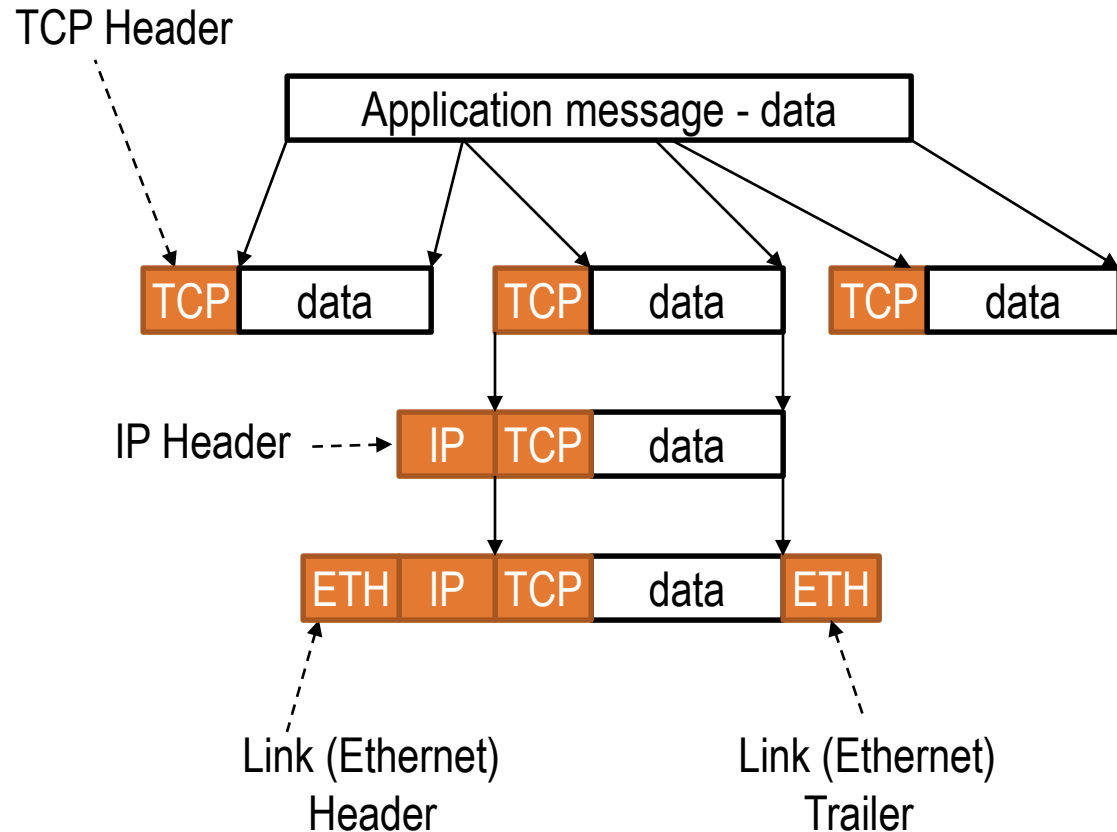 TCP Header
Application message - data
TCP data TCP data TCP data
IP Header IP TCP data
ETH IP TCP data ETH
Link (Ethernet) Link (Ethernet)
Header Trailer